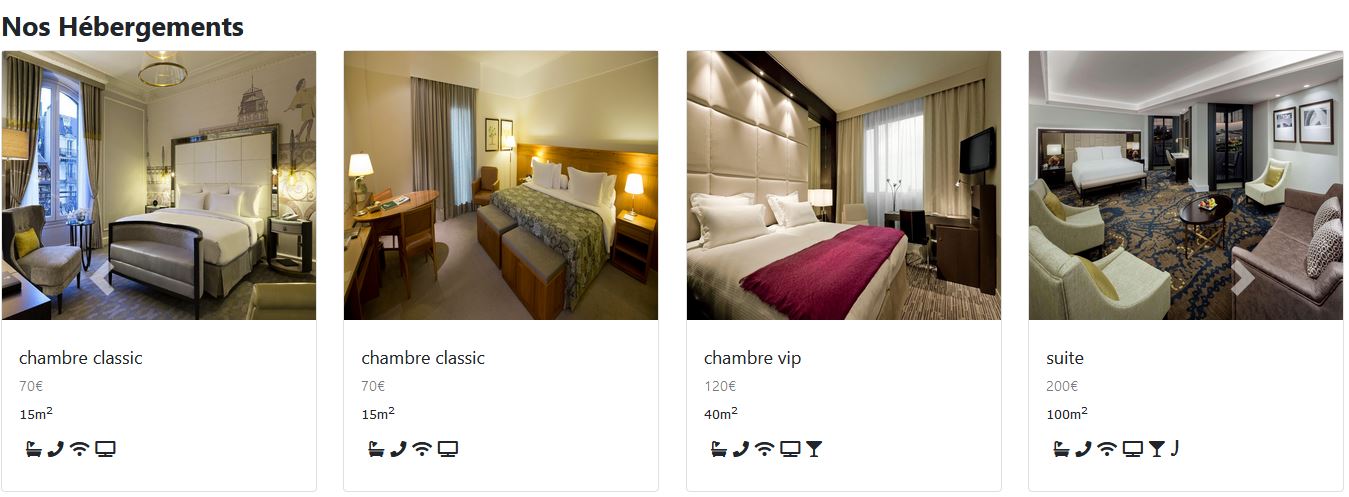 Nos Hébergements
chambre classic
70€
15m²
chambre classic
70€
15m²
chambre vip
120€
40m²
suite
200€
100m²
J